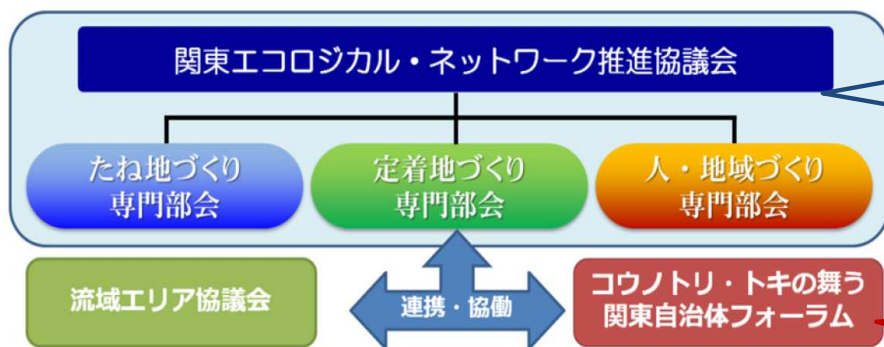 関東エコロジカル・ネットワーク推進協議会
たね地づくり
専門部会
定着地づくり
専門部会
人・地域づくり
専門部会
流域エリア協議会
連携・協働
コウノトリ・トキの舞う
関東自治体フォーラム